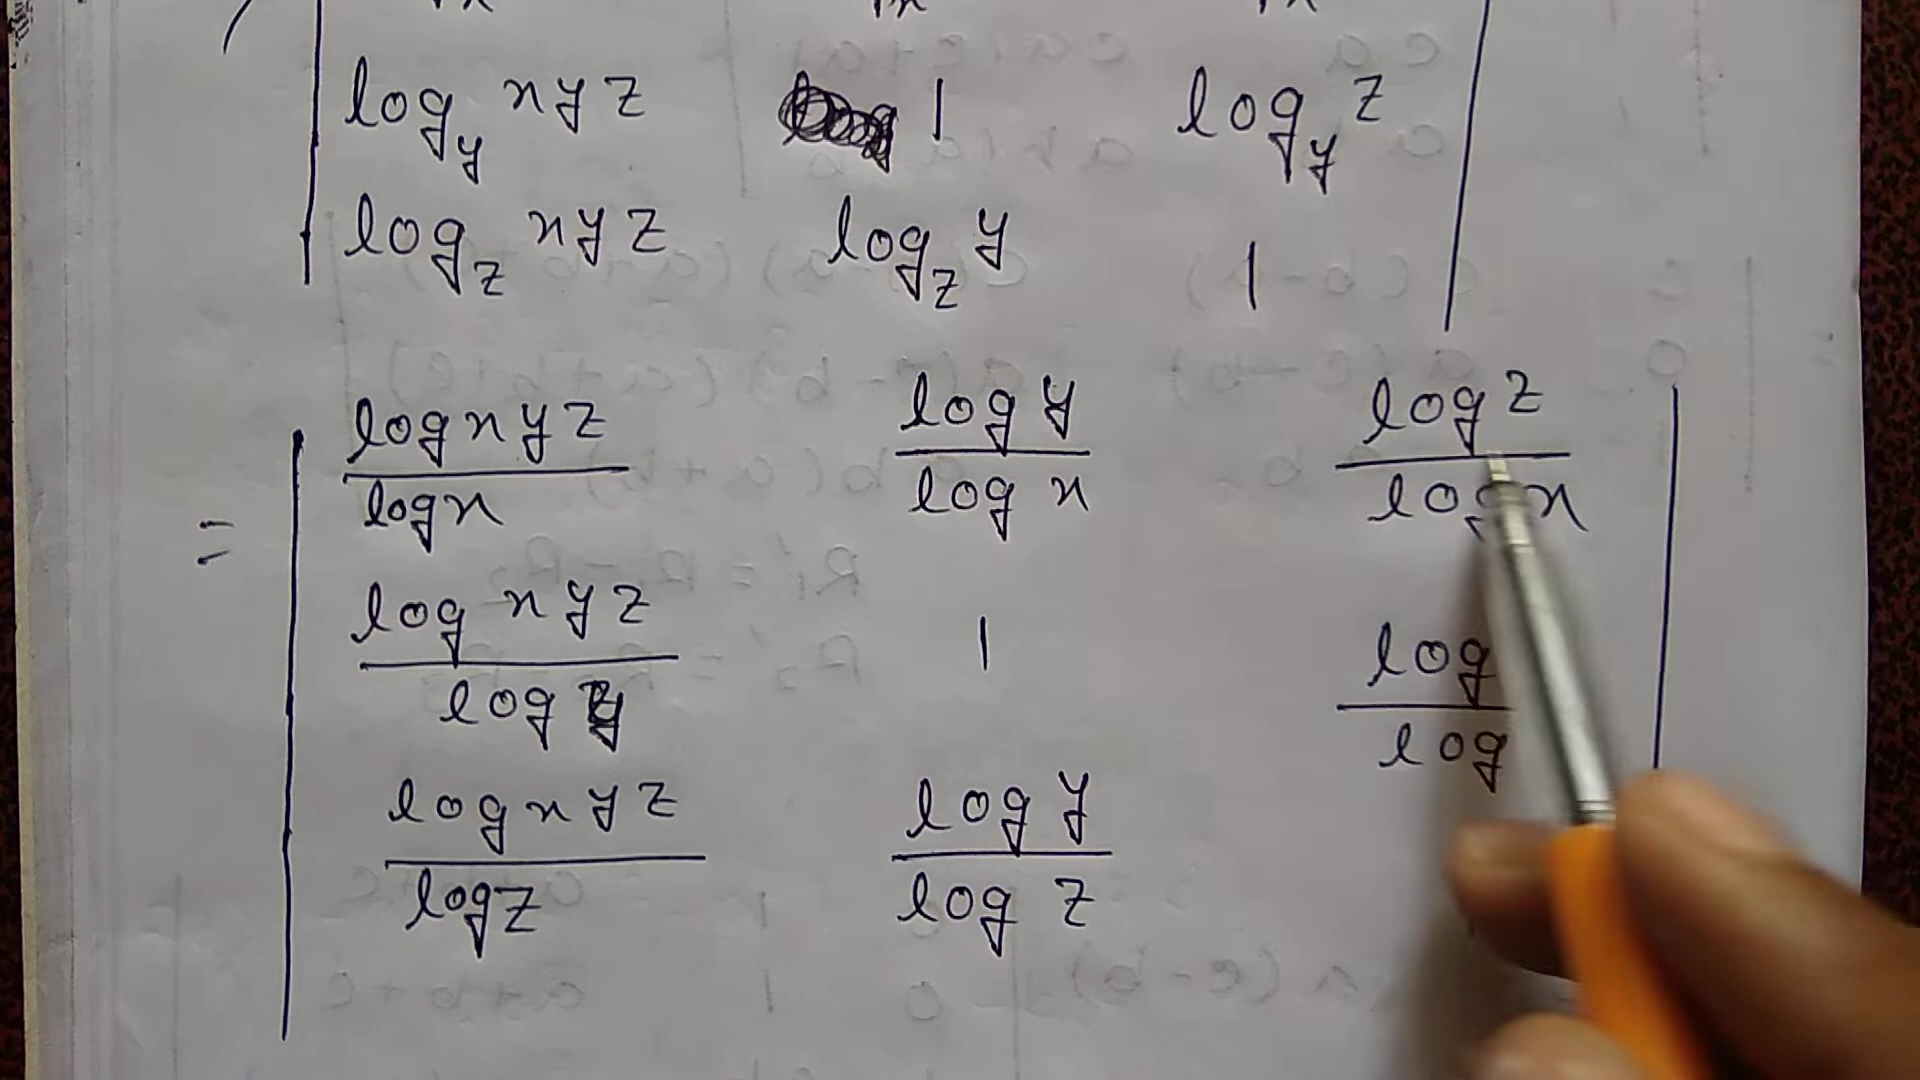 log_y xyz 1 log_y z
log_z xyz log_z y 1
= | log xyz / log x log y / log x log z / log x |
log xyz / log y 1 log / log
log xyz / log z log y / log z